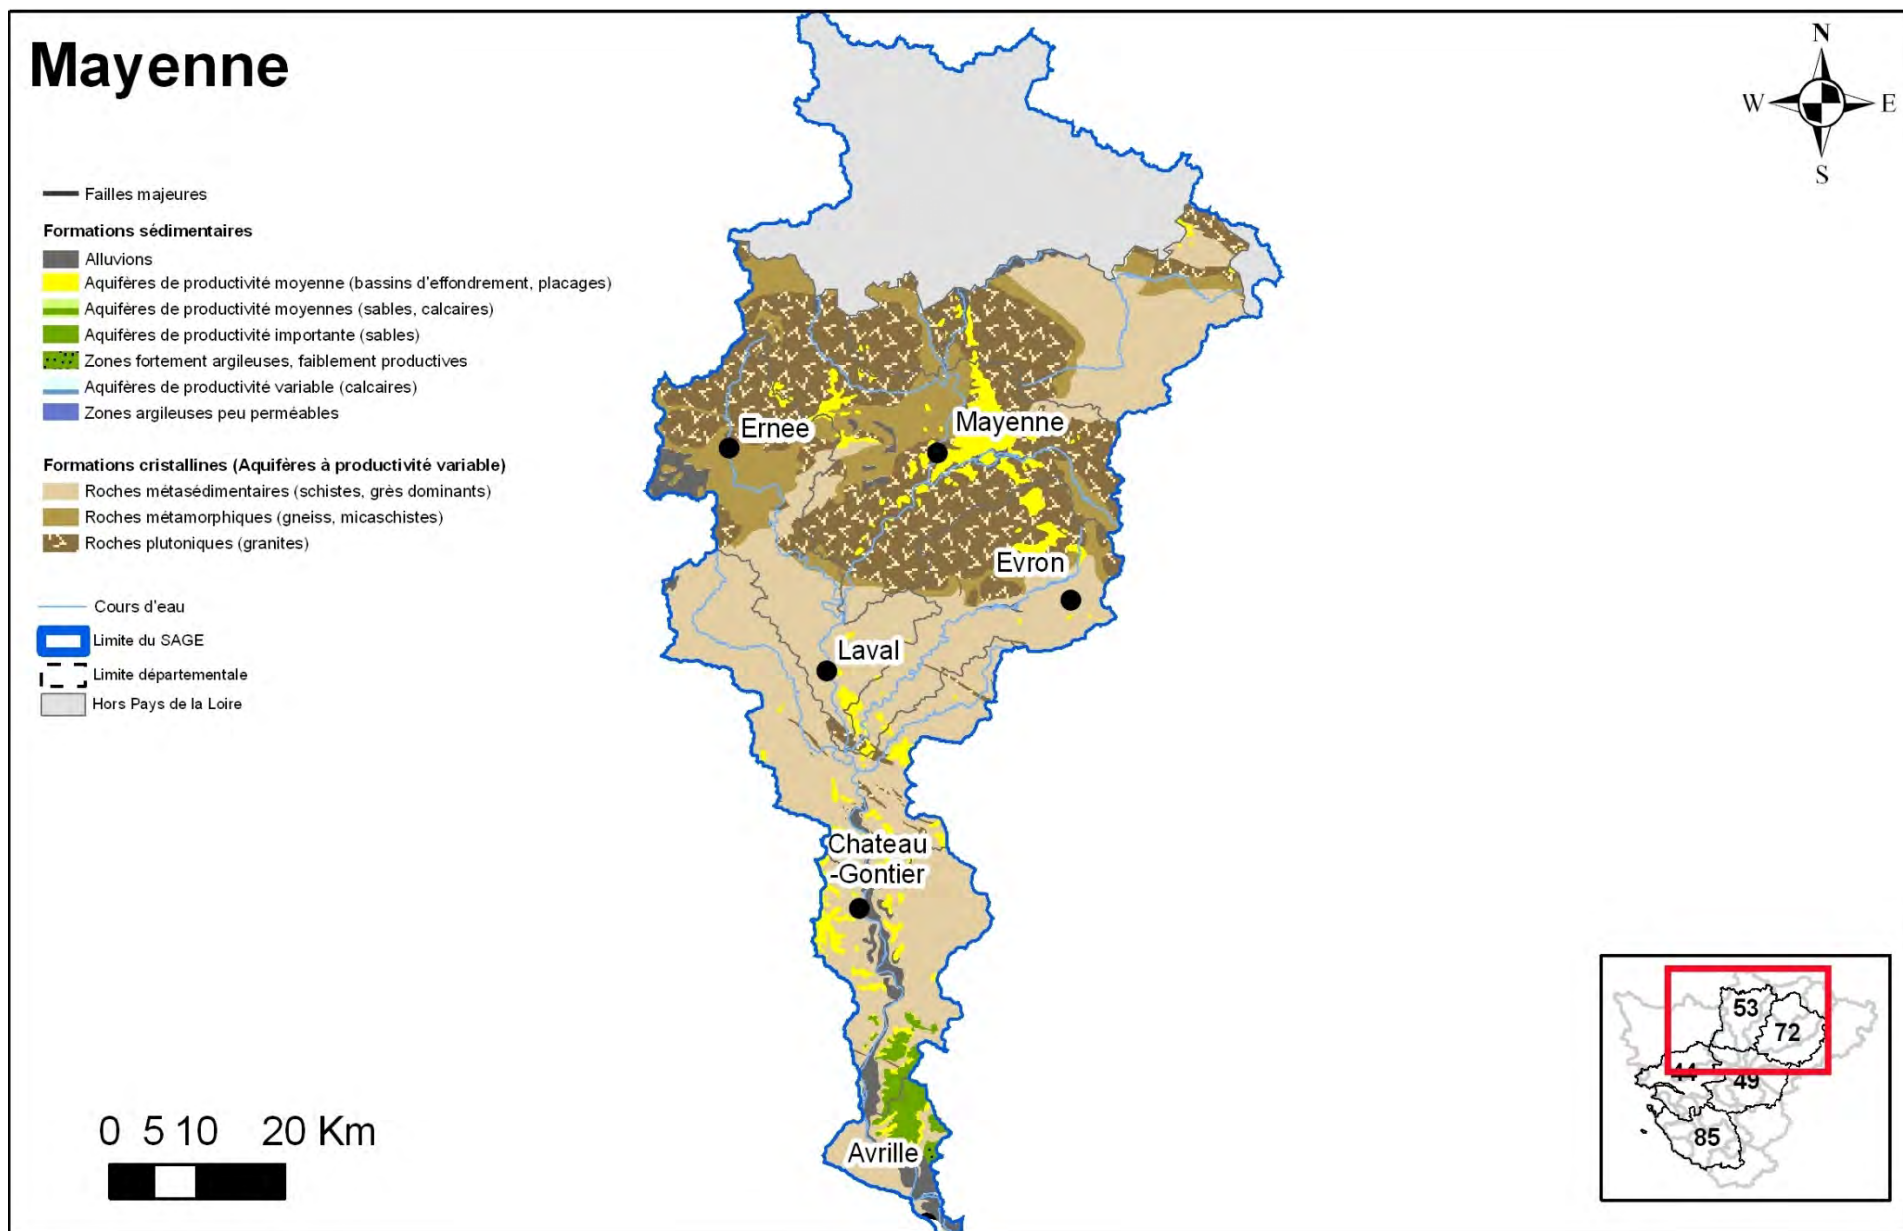 Mayenne
N
W
E
S
Failles majeures
Formations sédimentaires
Alluvions
Aquifères de productivité moyenne (bassins d'effondrement, placages)
Aquifères de productivité moyennes (sables, calcaires)
Aquifères de productivité importante (sables)
Zones fortement argileuses, faiblement productives
Aquifères de productivité variable (calcaires)
Zones argileuses peu perméables
Formations cristallines (Aquifères à productivité variable)
Roches métasédimentaires (schistes, grès dominants)
Roches métamorphiques (gneiss, micaschistes)
Roches plutoniques (granites)
Cours d'eau
Limite du SAGE
Limite départementale
Hors Pays de la Loire
Ernee
Mayenne
Evron
Laval
Chateau
-Gontier
Avrille
0 5 10 20 Km
53
72
44
49
85